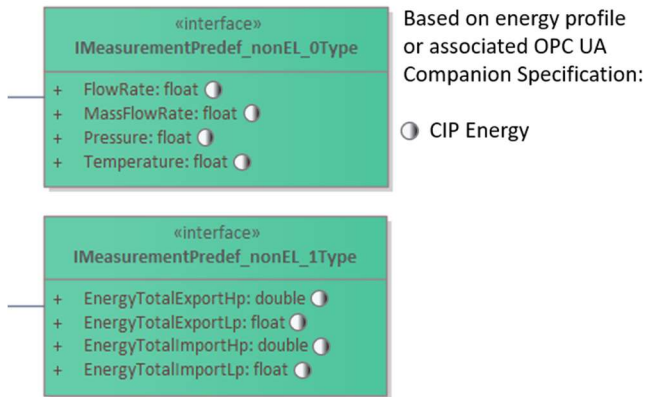 «interface»
IMeasurementPredef_nonEL_0Type
+ FlowRate: float
+ MassFlowRate: float
+ Pressure: float
+ Temperature: float
Based on energy profile
or associated OPC UA
Companion Specification:
CIP Energy
«interface»
IMeasurementPredef_nonEL_1Type
+ EnergyTotalExportHp: double
+ EnergyTotalExportLp: float
+ EnergyTotalImportHp: double
+ EnergyTotalImportLp: float